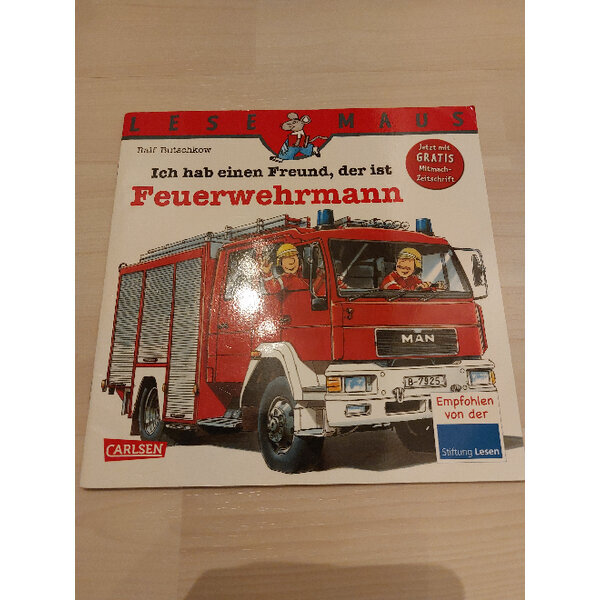 LESEMAUS
Ralf Butschkow
Ich hab einen Freund, der ist
Feuerwehrmann
Jetzt mit
GRATIS
Mitmach-
Zeitschrift
MAN
B-7925
Empfohlen
von der
Stiftung Lesen
CARLSEN